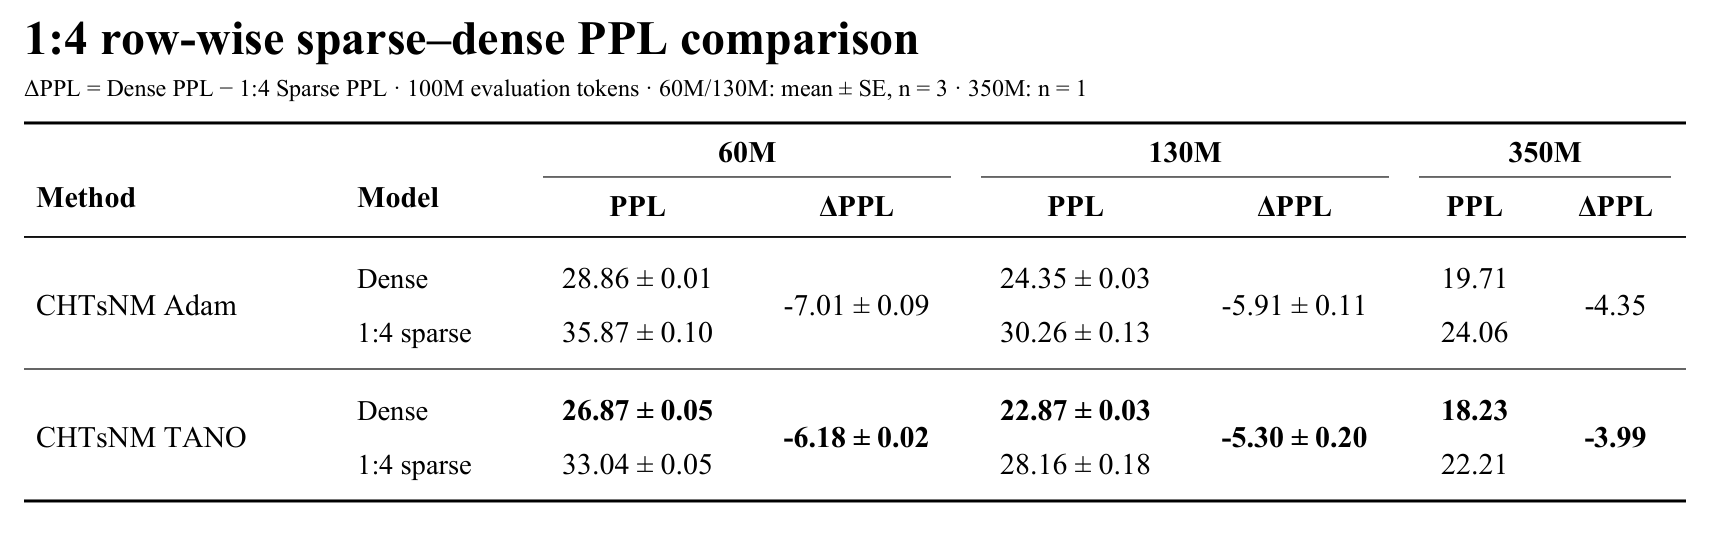 1:4 row-wise sparse–dense PPL comparison
ΔPPL = Dense PPL − 1:4 Sparse PPL · 100M evaluation tokens · 60M/130M: mean ± SE, n = 3 · 350M: n = 1
60M 130M 350M
Method Model PPL ΔPPL PPL ΔPPL PPL ΔPPL
Dense 28.86 ± 0.01 24.35 ± 0.03 19.71
CHTsNM Adam -7.01 ± 0.09 -5.91 ± 0.11 -4.35
1:4 sparse 35.87 ± 0.10 30.26 ± 0.13 24.06
Dense 26.87 ± 0.05 22.87 ± 0.03 18.23
CHTsNM TANO -6.18 ± 0.02 -5.30 ± 0.20 -3.99
1:4 sparse 33.04 ± 0.05 28.16 ± 0.18 22.21